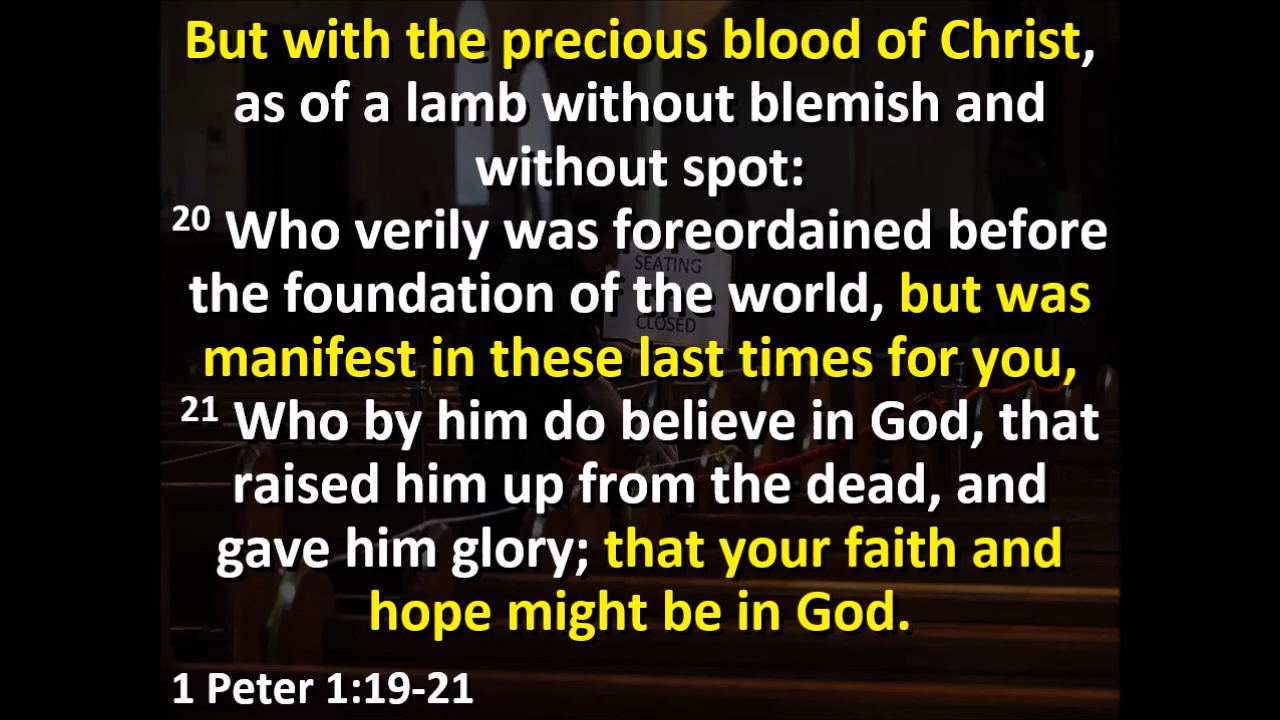 But with the precious blood of Christ,
as of a lamb without blemish and
without spot:
20 Who verily was foreordained before
SEATING
the foundation of the world, but was
CLOSED
manifest in these last times for you,
21 Who by him do believe in God, that
raised him up from the dead, and
gave him glory; that your faith and
hope might be in God.
1 Peter 1:19-21